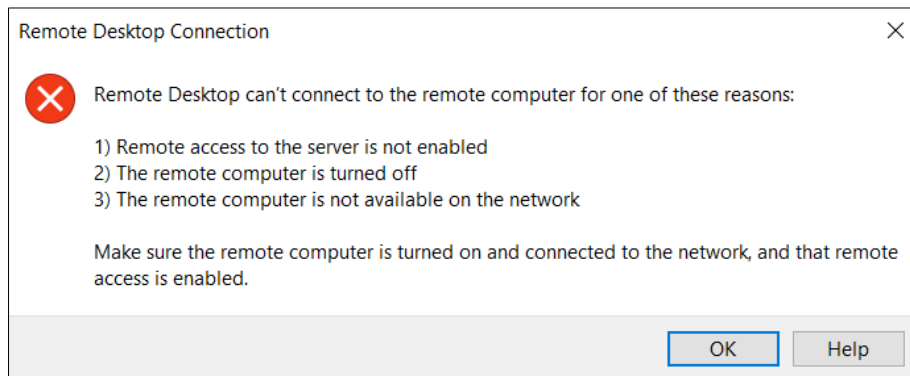 Remote Desktop Connection
Remote Desktop can't connect to the remote computer for one of these reasons:
1) Remote access to the server is not enabled
2) The remote computer is turned off
3) The remote computer is not available on the network
Make sure the remote computer is turned on and connected to the network, and that remote
access is enabled.
OK
Help